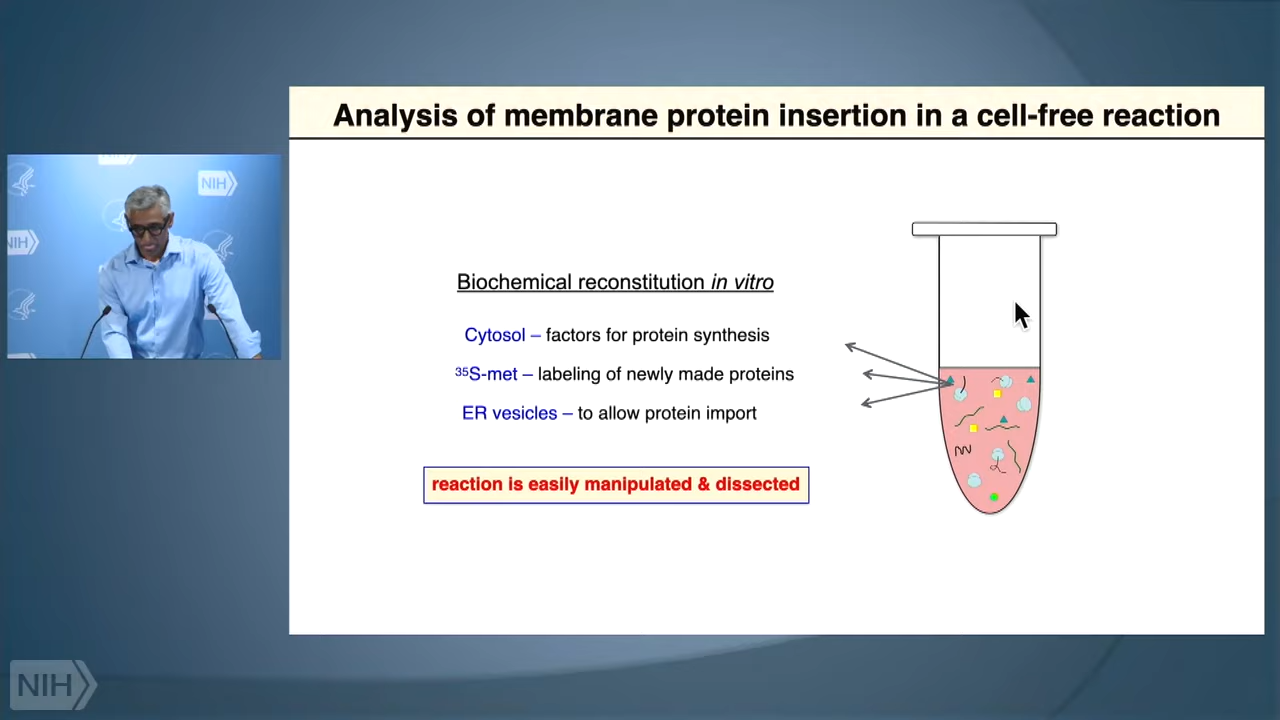 Analysis of membrane protein insertion in a cell-free reaction
NIH
NIH
Biochemical reconstitution in vitro
Cytosol – factors for protein synthesis
³⁵S-met – labeling of newly made proteins
ER vesicles – to allow protein import
reaction is easily manipulated & dissected
NIH